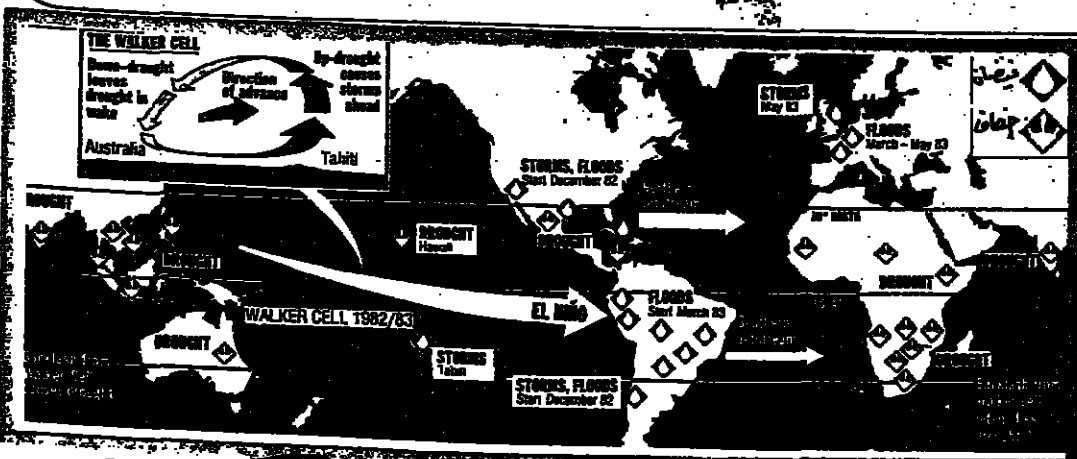 THE WALKER CELL
Down-draught
leaves
drought in
wake
Direction
of advance
Up-draught
causes
storms
ahead
Australia
Tahiti
STORMS
May 83
FLOODS
March - May 83
STORMS, FLOODS
Start December 82
DROUGHT
DROUGHT
Hawaii
DROUGHT
DROUGHT
DROUGHT
DROUGHT
WALKER CELL 1982/83
EL NIÑO
FLOODS
Start March 83
DROUGHT
STORMS
Tahiti
DROUGHT
STORMS, FLOODS
Start December 82